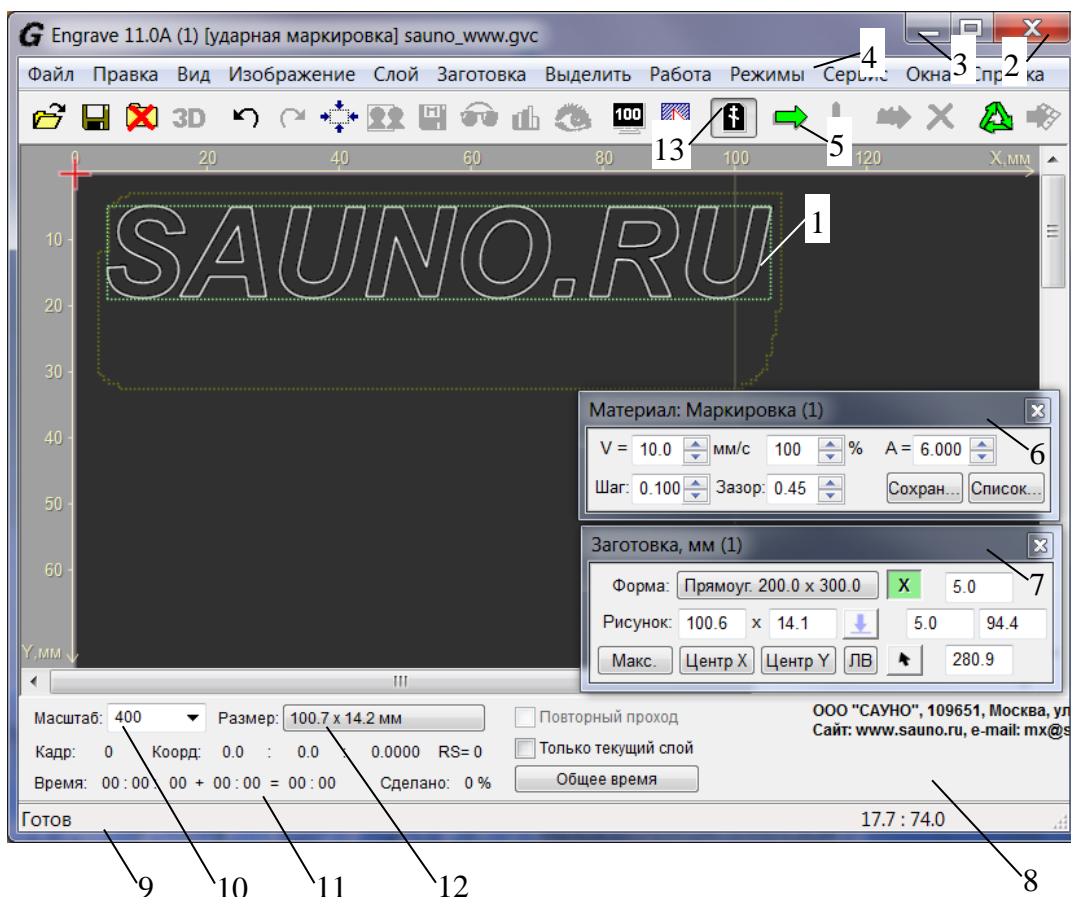 G Engrave 11.0A (1) [ударная маркировка] sauno_www.gvc
Файл Правка Вид Изображение Слой Заготовка Выделить Работа Режимы Сервис Окна Справка
4 3 2
3D 100
13 5
0 20 40 60 80 100 120 X,мм
SAUNO.RU
1
10
20
30
40
50
60
Y,мм
Материал: Маркировка (1)
V = 10.0 мм/с 100 % A = 6.000
6
Шаг: 0.100 Зазор: 0.45 Сохран... Список...
Заготовка, мм (1)
Форма: Прямоуг. 200.0 x 300.0 X 5.0
7
Рисунок: 100.6 x 14.1 5.0 94.4
Макс. Центр X Центр Y ЛВ 280.9
Масштаб: 400 Размер: 100.7 x 14.2 мм Повторный проход ООО "САУНО", 109651, Москва, ул
Сайт: www.sauno.ru, e-mail: mx@s
Кадр: 0 Коорд: 0.0 : 0.0 : 0.0000 RS= 0 Только текущий слой
Время: 00 : 00 : 00 + 00 : 00 = 00 : 00 Сделано: 0 % Общее время
Готов 17.7 : 74.0
9 10 11 12 8